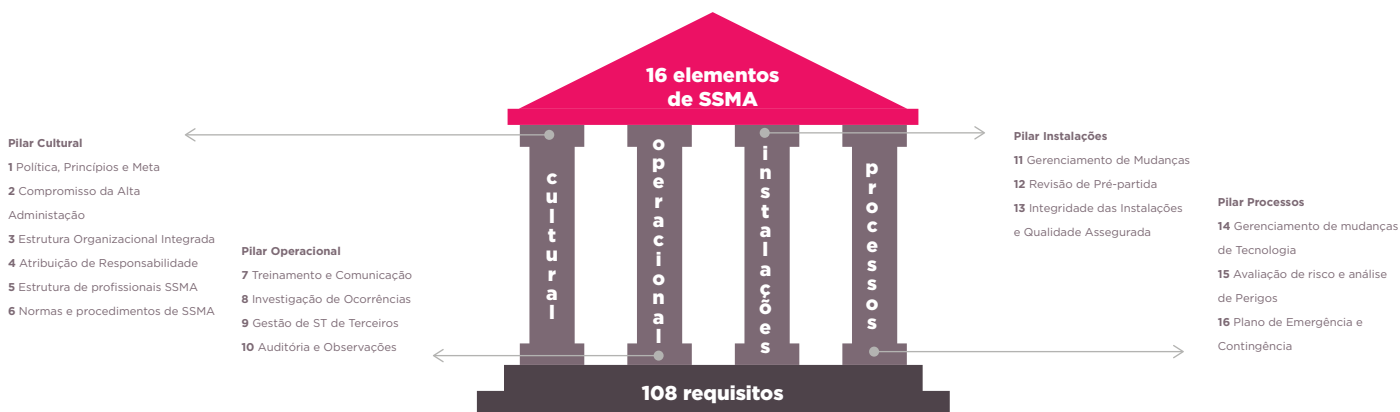 16 elementos
de SSMA
cultural
operacional
instalações
processos
108 requisitos
Pilar Cultural
1 Política, Princípios e Meta
2 Compromisso da Alta
Administação
3 Estrutura Organizacional Integrada
4 Atribuição de Responsabilidade
5 Estrutura de profissionais SSMA
6 Normas e procedimentos de SSMA
Pilar Operacional
7 Treinamento e Comunicação
8 Investigação de Ocorrências
9 Gestão de ST de Terceiros
10 Auditória e Observações
Pilar Instalações
11 Gerenciamento de Mudanças
12 Revisão de Pré-partida
13 Integridade das Instalações
e Qualidade Assegurada
Pilar Processos
14 Gerenciamento de mudanças
de Tecnologia
15 Avaliação de risco e análise
de Perigos
16 Plano de Emergência e
Contingência